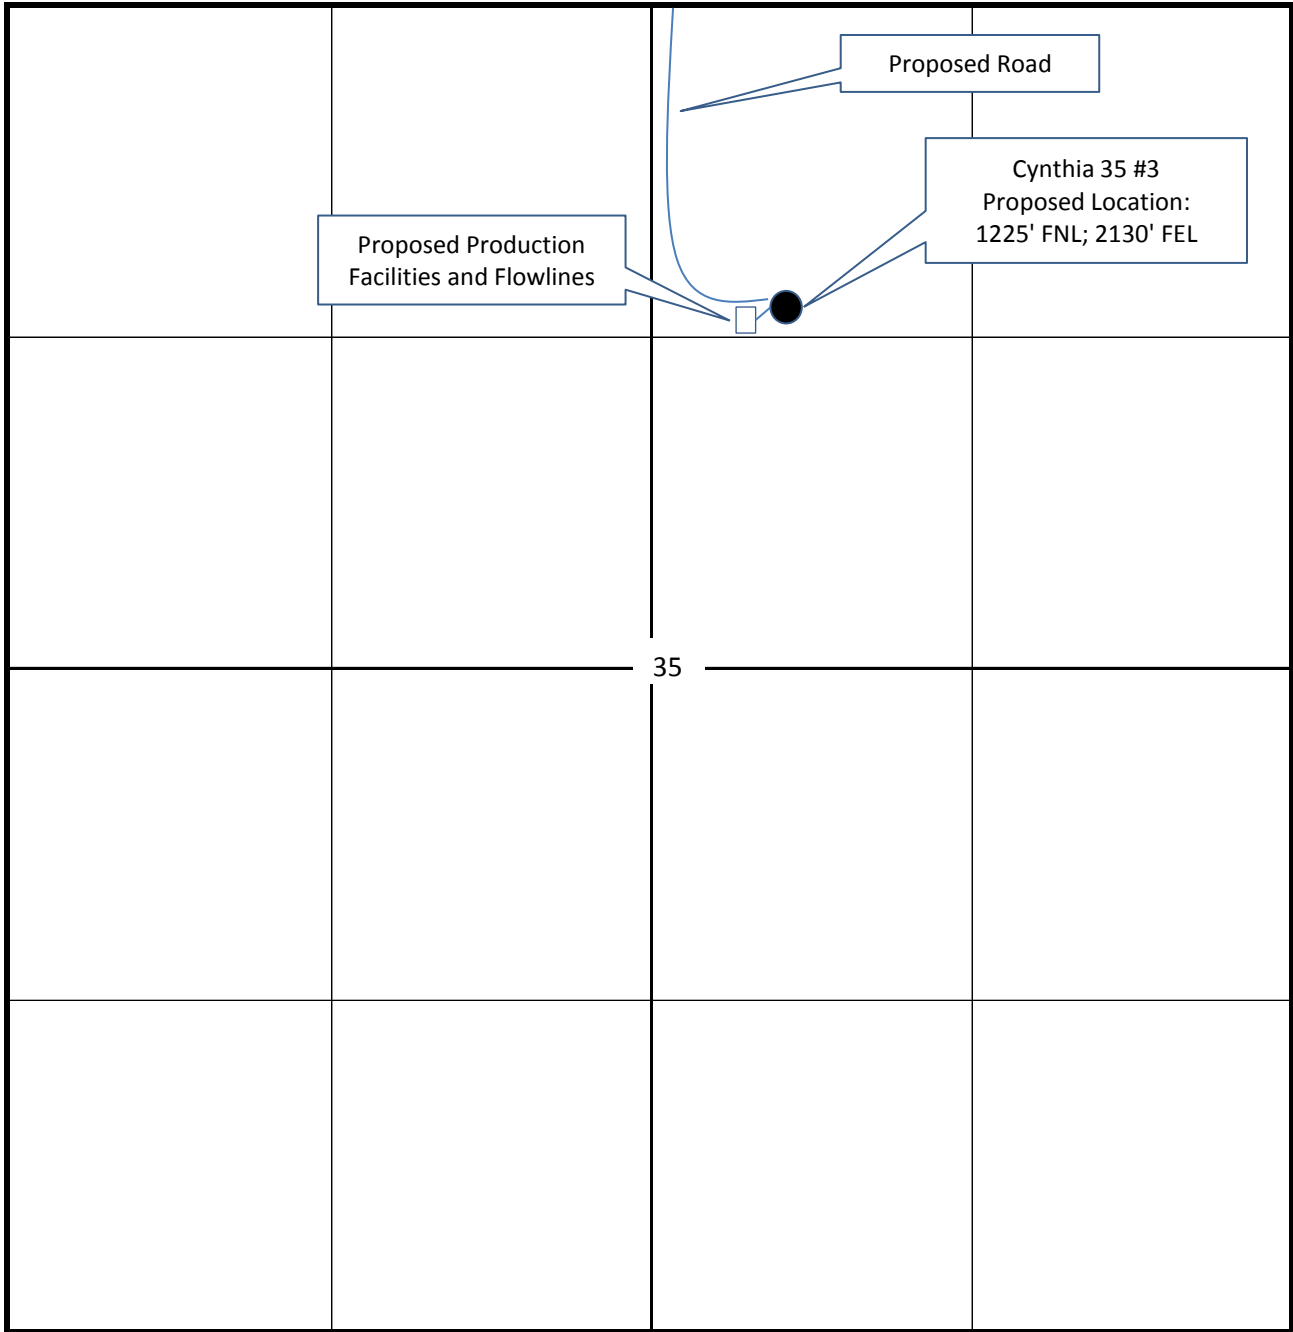 Proposed Road
Cynthia 35 #3
Proposed Location:
1225' FNL; 2130' FEL
Proposed Production
Facilities and Flowlines
35